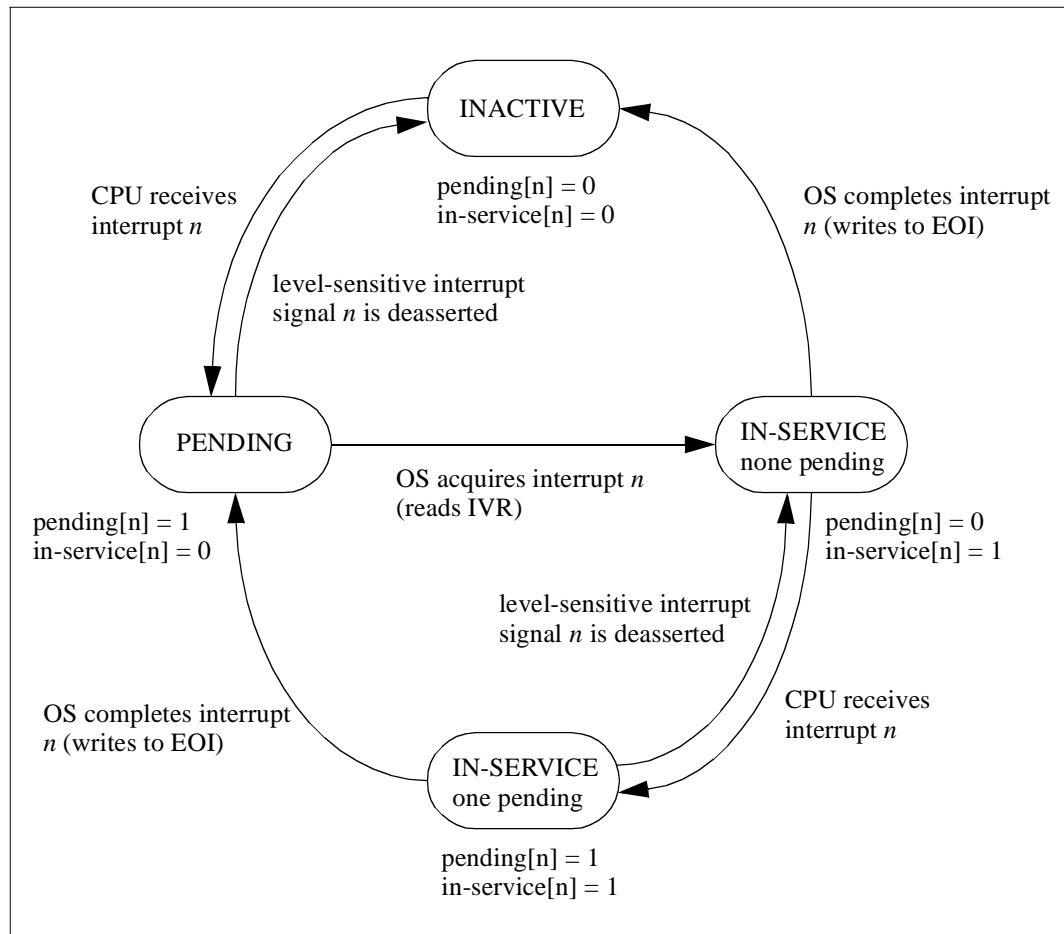 INACTIVE
pending[n] = 0
in-service[n] = 0
CPU receives
interrupt n
OS completes interrupt
n (writes to EOI)
level-sensitive interrupt
signal n is deasserted
PENDING
pending[n] = 1
in-service[n] = 0
OS acquires interrupt n
(reads IVR)
IN-SERVICE
none pending
pending[n] = 0
in-service[n] = 1
level-sensitive interrupt
signal n is deasserted
CPU receives
interrupt n
OS completes interrupt
n (writes to EOI)
IN-SERVICE
one pending
pending[n] = 1
in-service[n] = 1